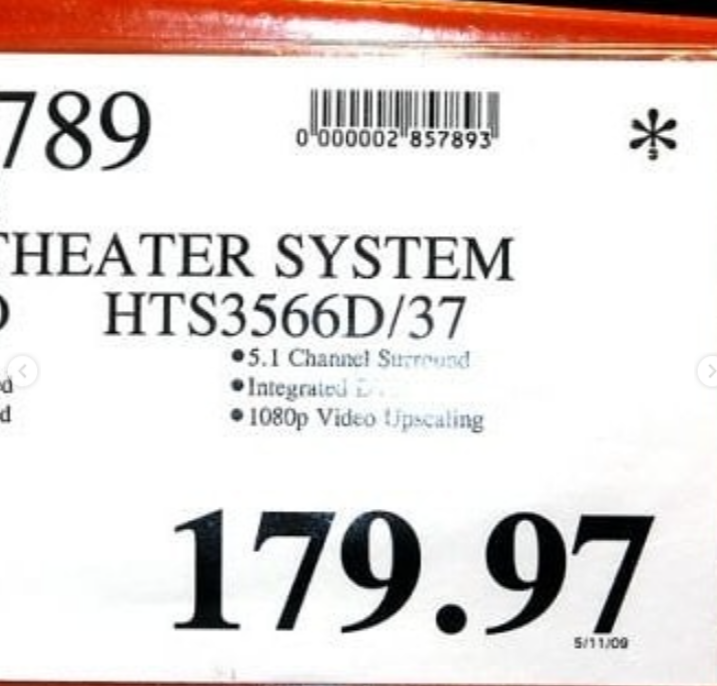 789
0 000002 857893
*
THEATER SYSTEM
HTS3566D/37
●5.1 Channel Surround
●Integrated
●1080p Video Upscaling
179.97
5/11/09